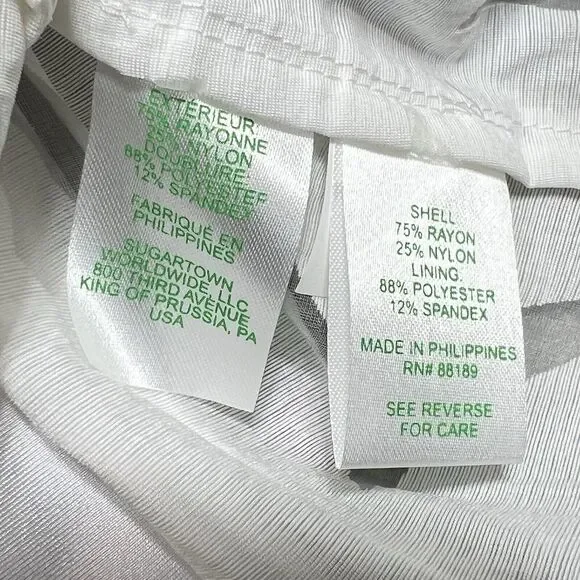 EXTÉRIEUR:
75% RAYONNE
25% NYLON
DOUBLURE:
88% POLYESTER
12% SPANDEX
FABRIQUÉ EN
PHILIPPINES
SUGARTOWN
WORLDWIDE, LLC
800 THIRD AVENUE
KING OF PRUSSIA, PA
USA
SHELL
75% RAYON
25% NYLON
LINING:
88% POLYESTER
12% SPANDEX
MADE IN PHILIPPINES
RN# 88189
SEE REVERSE
FOR CARE